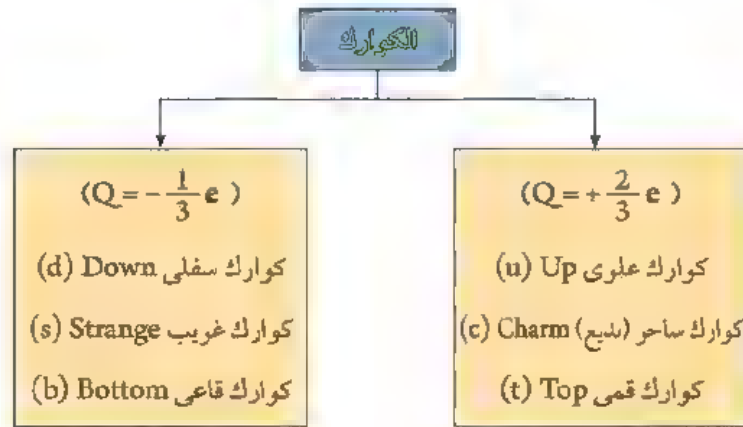 الكوارك
(Q = + 2/3 e )
كوارك علوى Up (u)
كوارك ساحر (بديع) Charm (c)
كوارك قمى Top (t)
(Q = - 1/3 e )
كوارك سفلى Down (d)
كوارك غريب Strange (s)
كوارك قاعى Bottom (b)